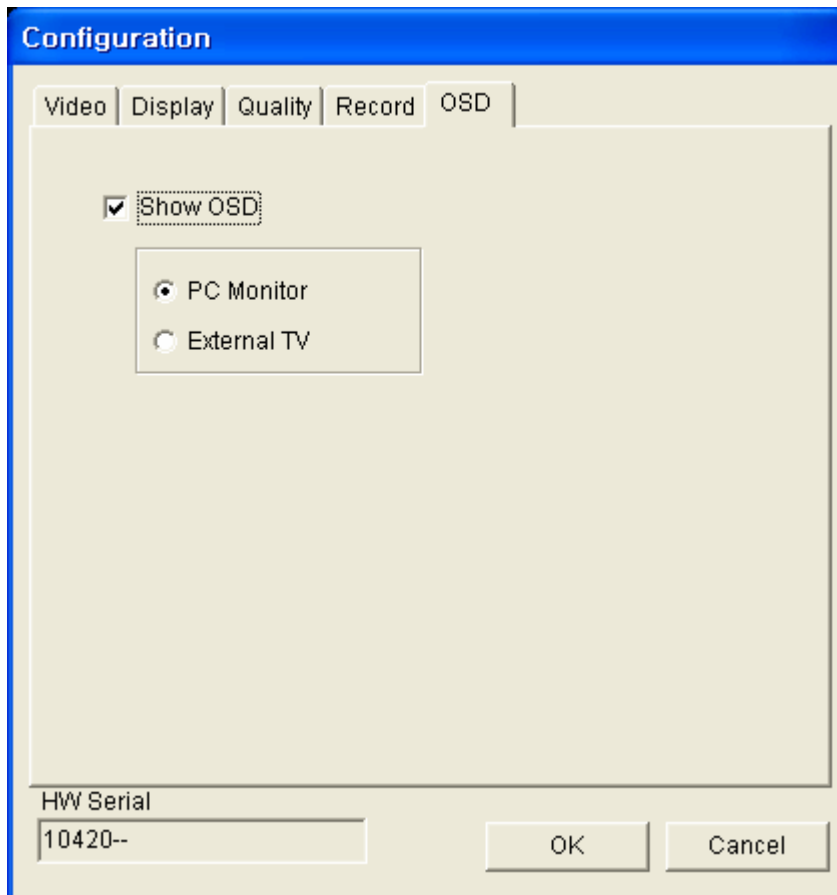 Configuration
Video Display Quality Record OSD
Show OSD
PC Monitor
External TV
HW Serial
10420--
OK Cancel